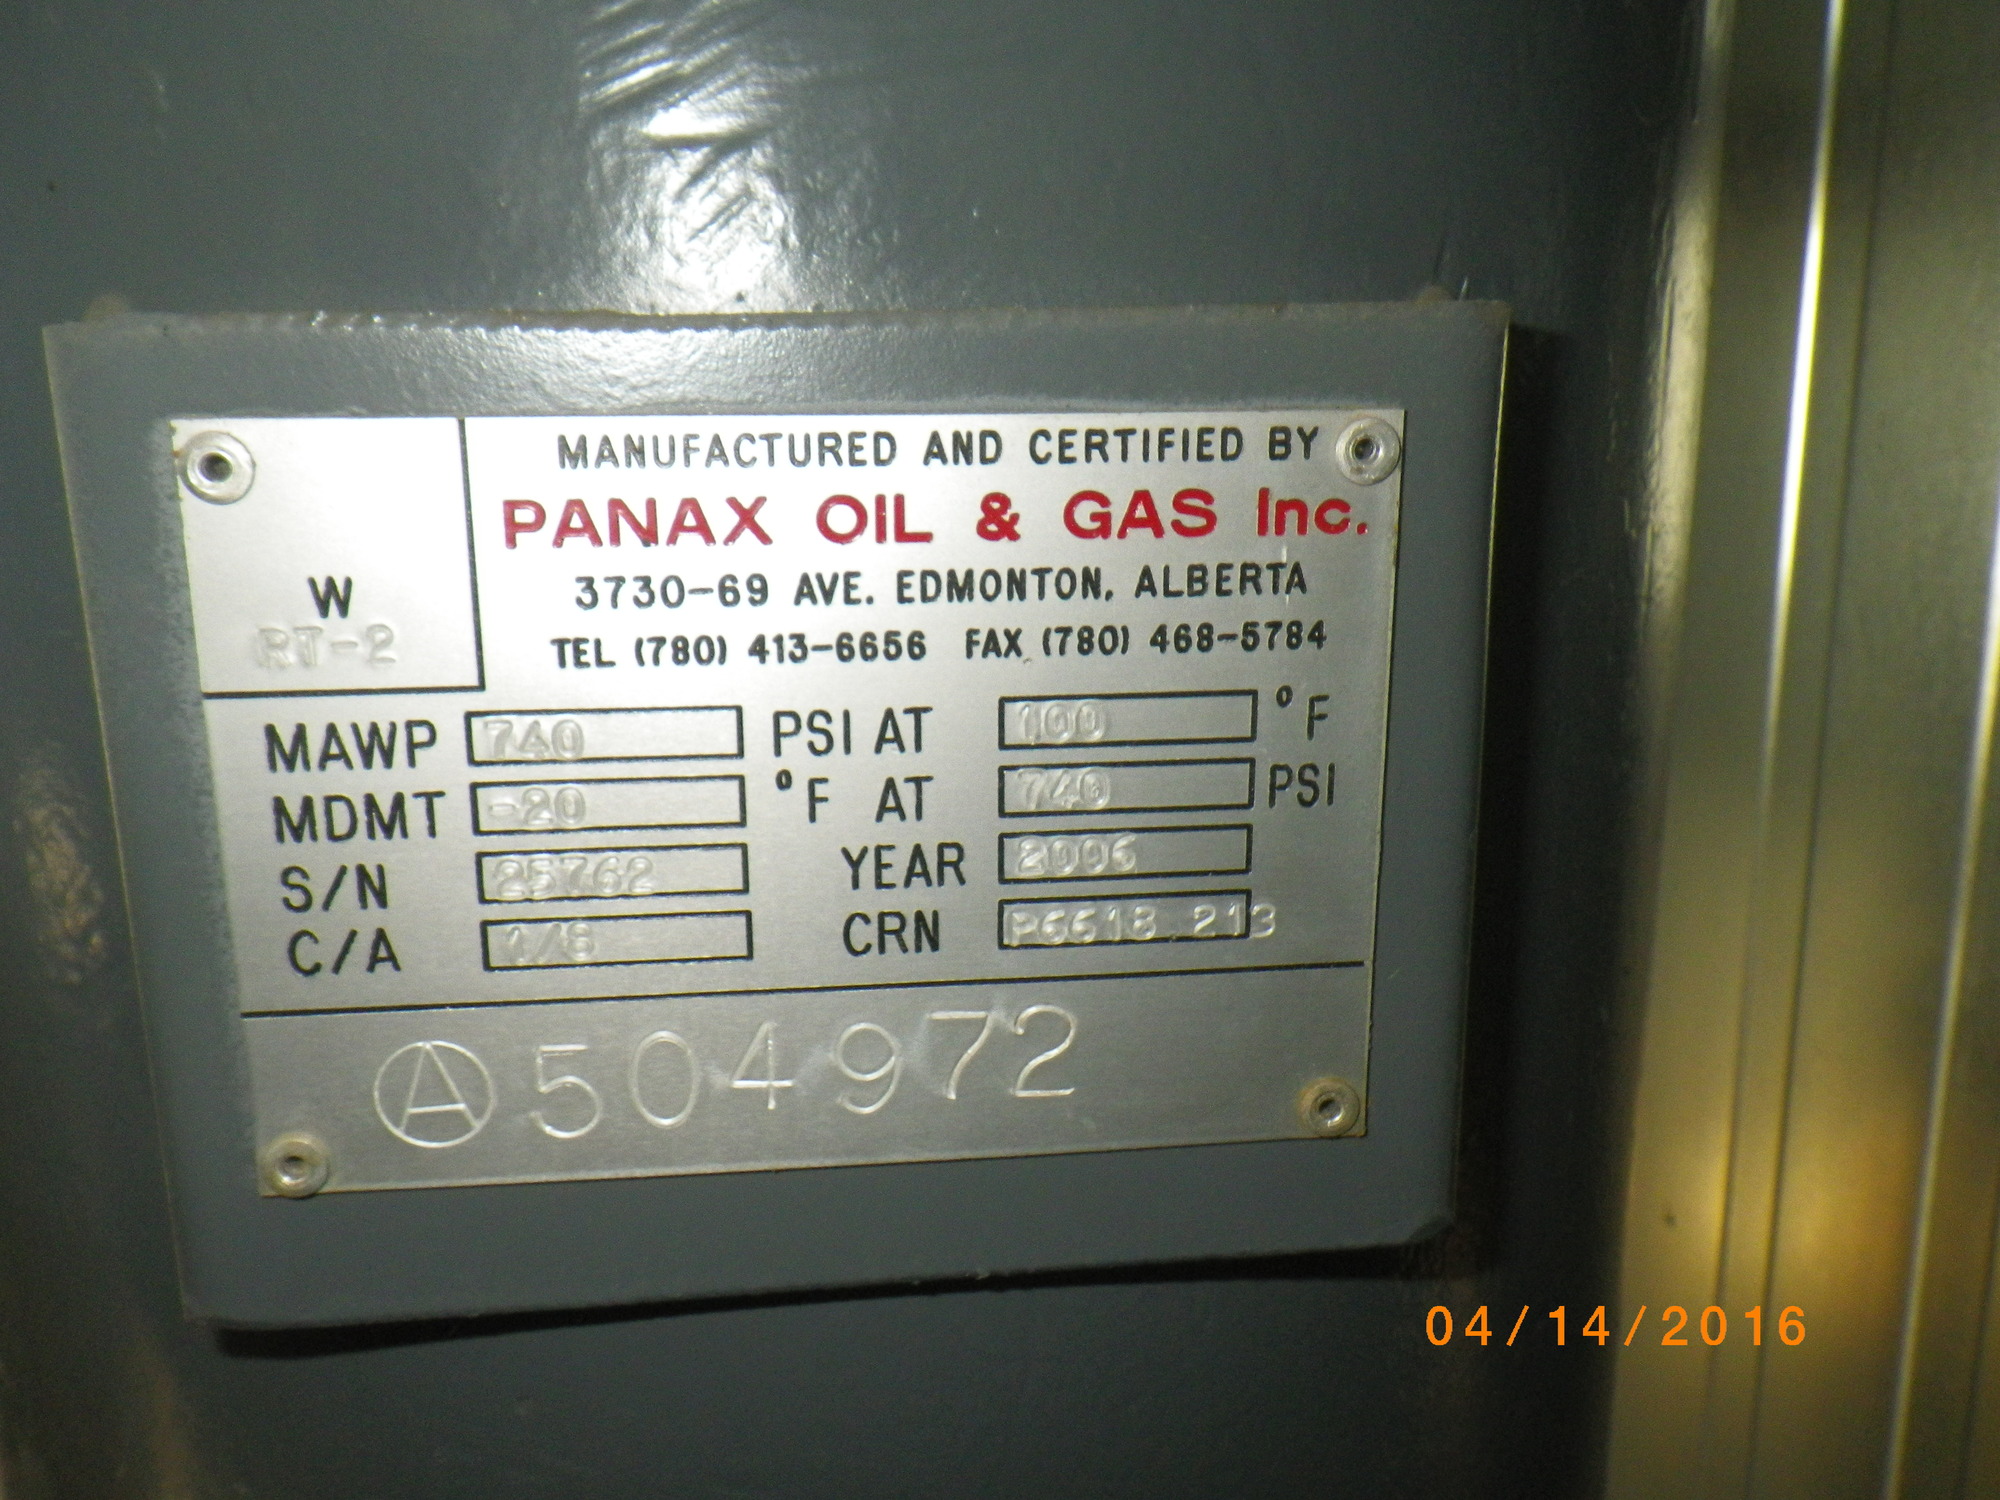 MANUFACTURED AND CERTIFIED BY
PANAX OIL & GAS Inc.
3730-69 AVE. EDMONTON, ALBERTA
TEL (780) 413-6656 FAX (780) 468-5784
W
RT-2
MAWP 740 PSI AT 100 °F
MDMT -20 °F AT 740 PSI
S/N 25762 YEAR 2006
C/A 1/8 CRN P6618.213
Ⓐ504972
04/14/2016